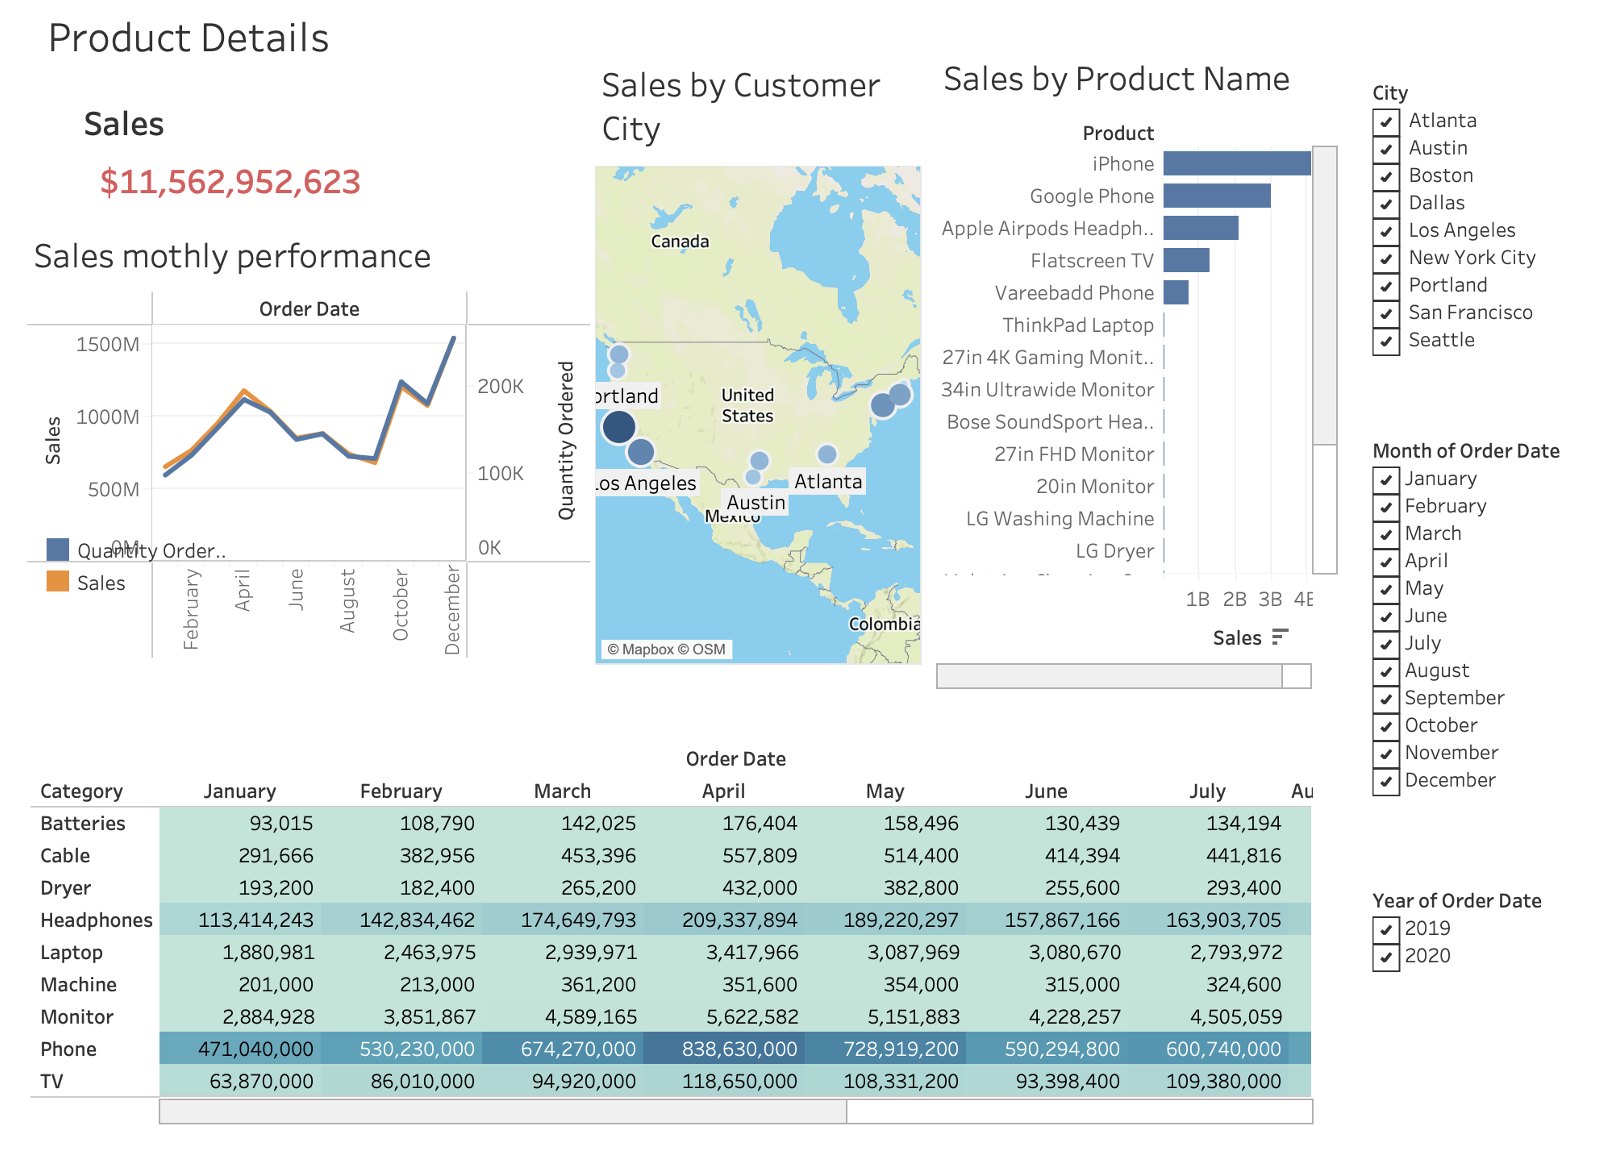 Product Details
Sales
$11,562,952,623
Sales mothly performance
Order Date
1500M
1000M
500M
0M
Sales
200K
100K
0K
Quantity Ordered
Quantity Order..
Sales
February
April
June
August
October
December
Sales by Customer
City
Canada
United
States
ortland
Los Angeles
Austin
Atlanta
Mexico
Colombia
© Mapbox © OSM
Sales by Product Name
Product
iPhone
Google Phone
Apple Airpods Headph..
Flatscreen TV
Vareebadd Phone
ThinkPad Laptop
27in 4K Gaming Monit..
34in Ultrawide Monitor
Bose SoundSport Hea..
27in FHD Monitor
20in Monitor
LG Washing Machine
LG Dryer
1B 2B 3B 4B
Sales
City
Atlanta
Austin
Boston
Dallas
Los Angeles
New York City
Portland
San Francisco
Seattle
Month of Order Date
January
February
March
April
May
June
July
August
September
October
November
December
Year of Order Date
2019
2020
Order Date
Category January February March April May June July Au
Batteries 93,015 108,790 142,025 176,404 158,496 130,439 134,194
Cable 291,666 382,956 453,396 557,809 514,400 414,394 441,816
Dryer 193,200 182,400 265,200 432,000 382,800 255,600 293,400
Headphones 113,414,243 142,834,462 174,649,793 209,337,894 189,220,297 157,867,166 163,903,705
Laptop 1,880,981 2,463,975 2,939,971 3,417,966 3,087,969 3,080,670 2,793,972
Machine 201,000 213,000 361,200 351,600 354,000 315,000 324,600
Monitor 2,884,928 3,851,867 4,589,165 5,622,582 5,151,883 4,228,257 4,505,059
Phone 471,040,000 530,230,000 674,270,000 838,630,000 728,919,200 590,294,800 600,740,000
TV 63,870,000 86,010,000 94,920,000 118,650,000 108,331,200 93,398,400 109,380,000